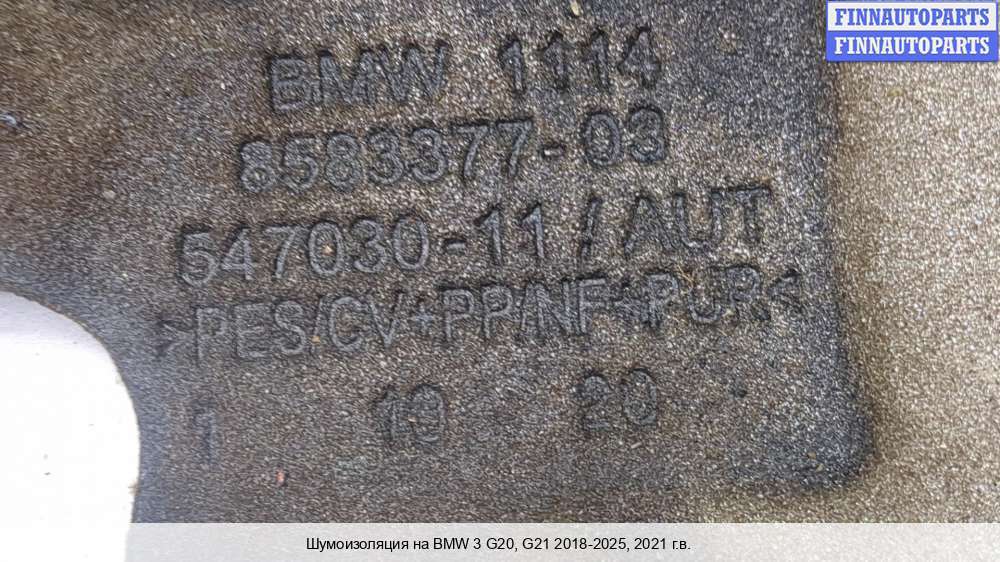 FINNAUTOPARTS
FINNAUTOPARTS
BMW 1114
8583377-03
547030-11 / AUT
>PES/CV+PP/NF+PUR<
1 19 20
Шумоизоляция на BMW 3 G20, G21 2018-2025, 2021 г.в.